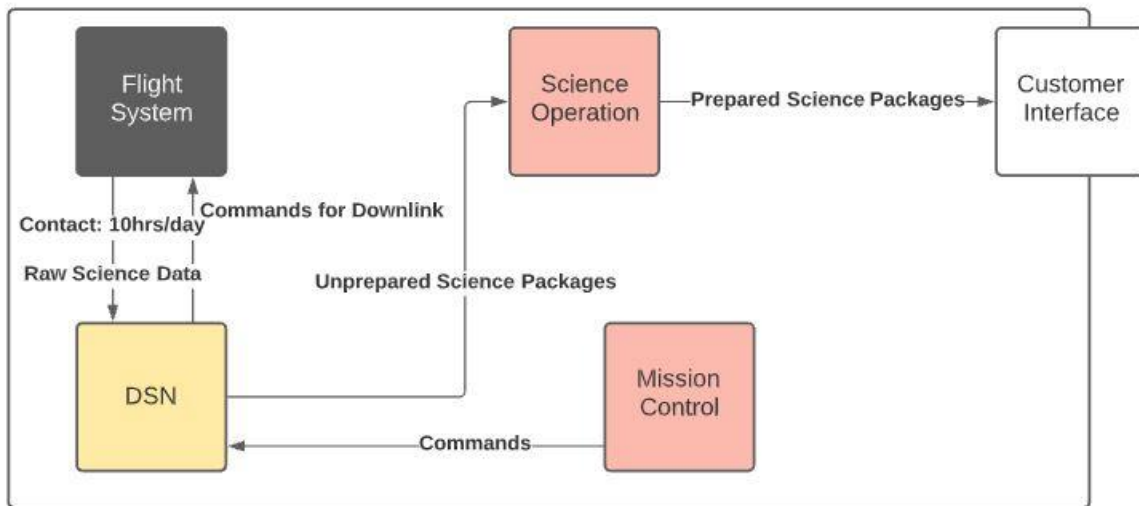 Flight
System
Science
Operation
Prepared Science Packages
Customer
Interface
Contact: 10hrs/day
Commands for Downlink
Raw Science Data
Unprepared Science Packages
DSN
Mission
Control
Commands